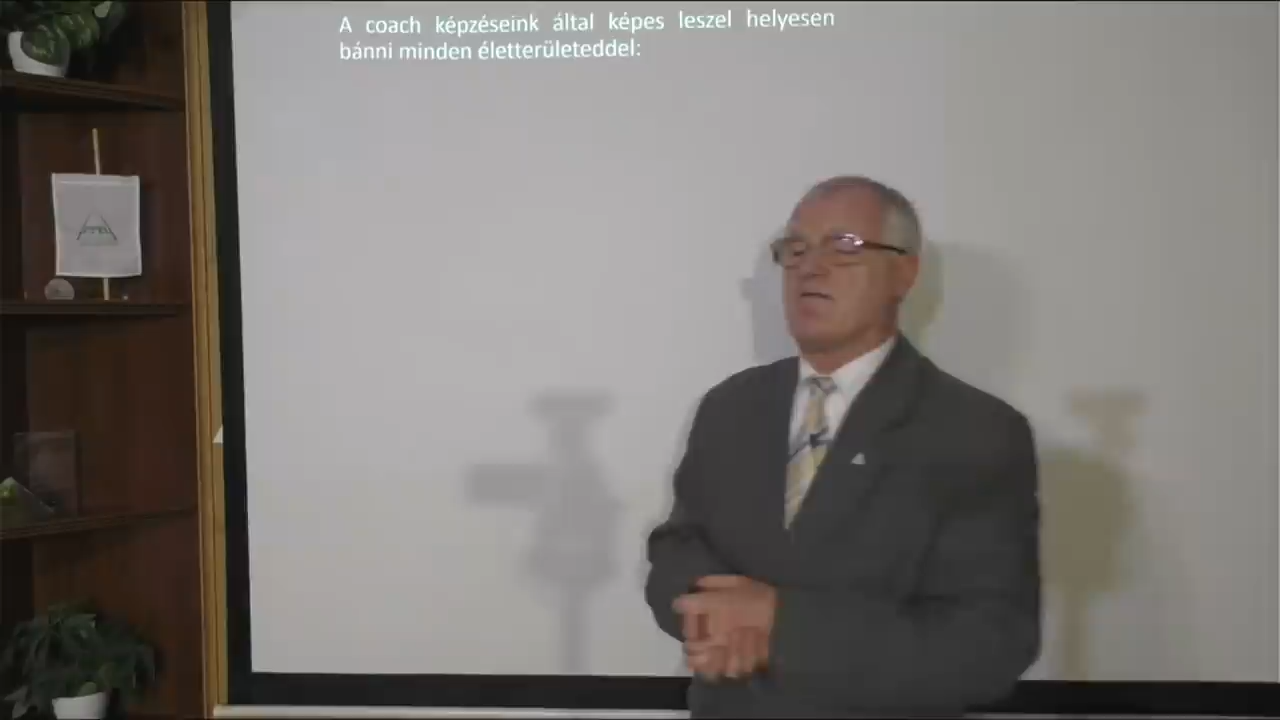 A coach képzéseink által képes leszel helyesen
bánni minden életterületeddel: